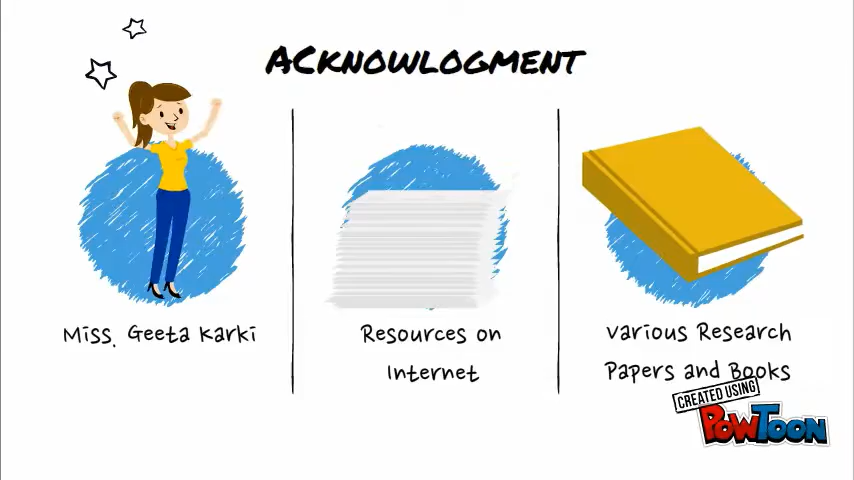 ACKNOWLOGMENT
Miss. Geeta Karki
Resources on
Internet
Various Research
Papers and Books
CREATED USING
POWTOON